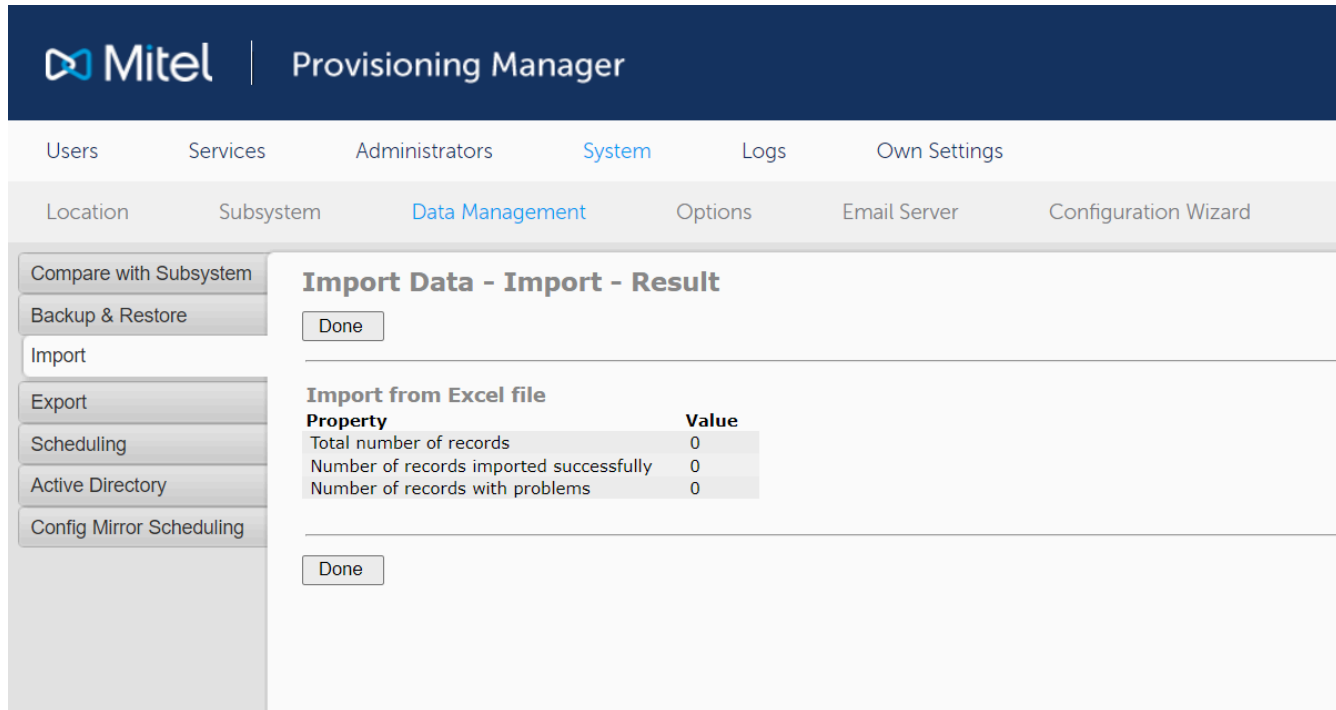 Mitel Provisioning Manager
Users Services Administrators System Logs Own Settings
Location Subsystem Data Management Options Email Server Configuration Wizard
Compare with Subsystem
Backup & Restore
Import
Export
Scheduling
Active Directory
Config Mirror Scheduling
Import Data - Import - Result
Done
Import from Excel file
Property Value
Total number of records 0
Number of records imported successfully 0
Number of records with problems 0
Done